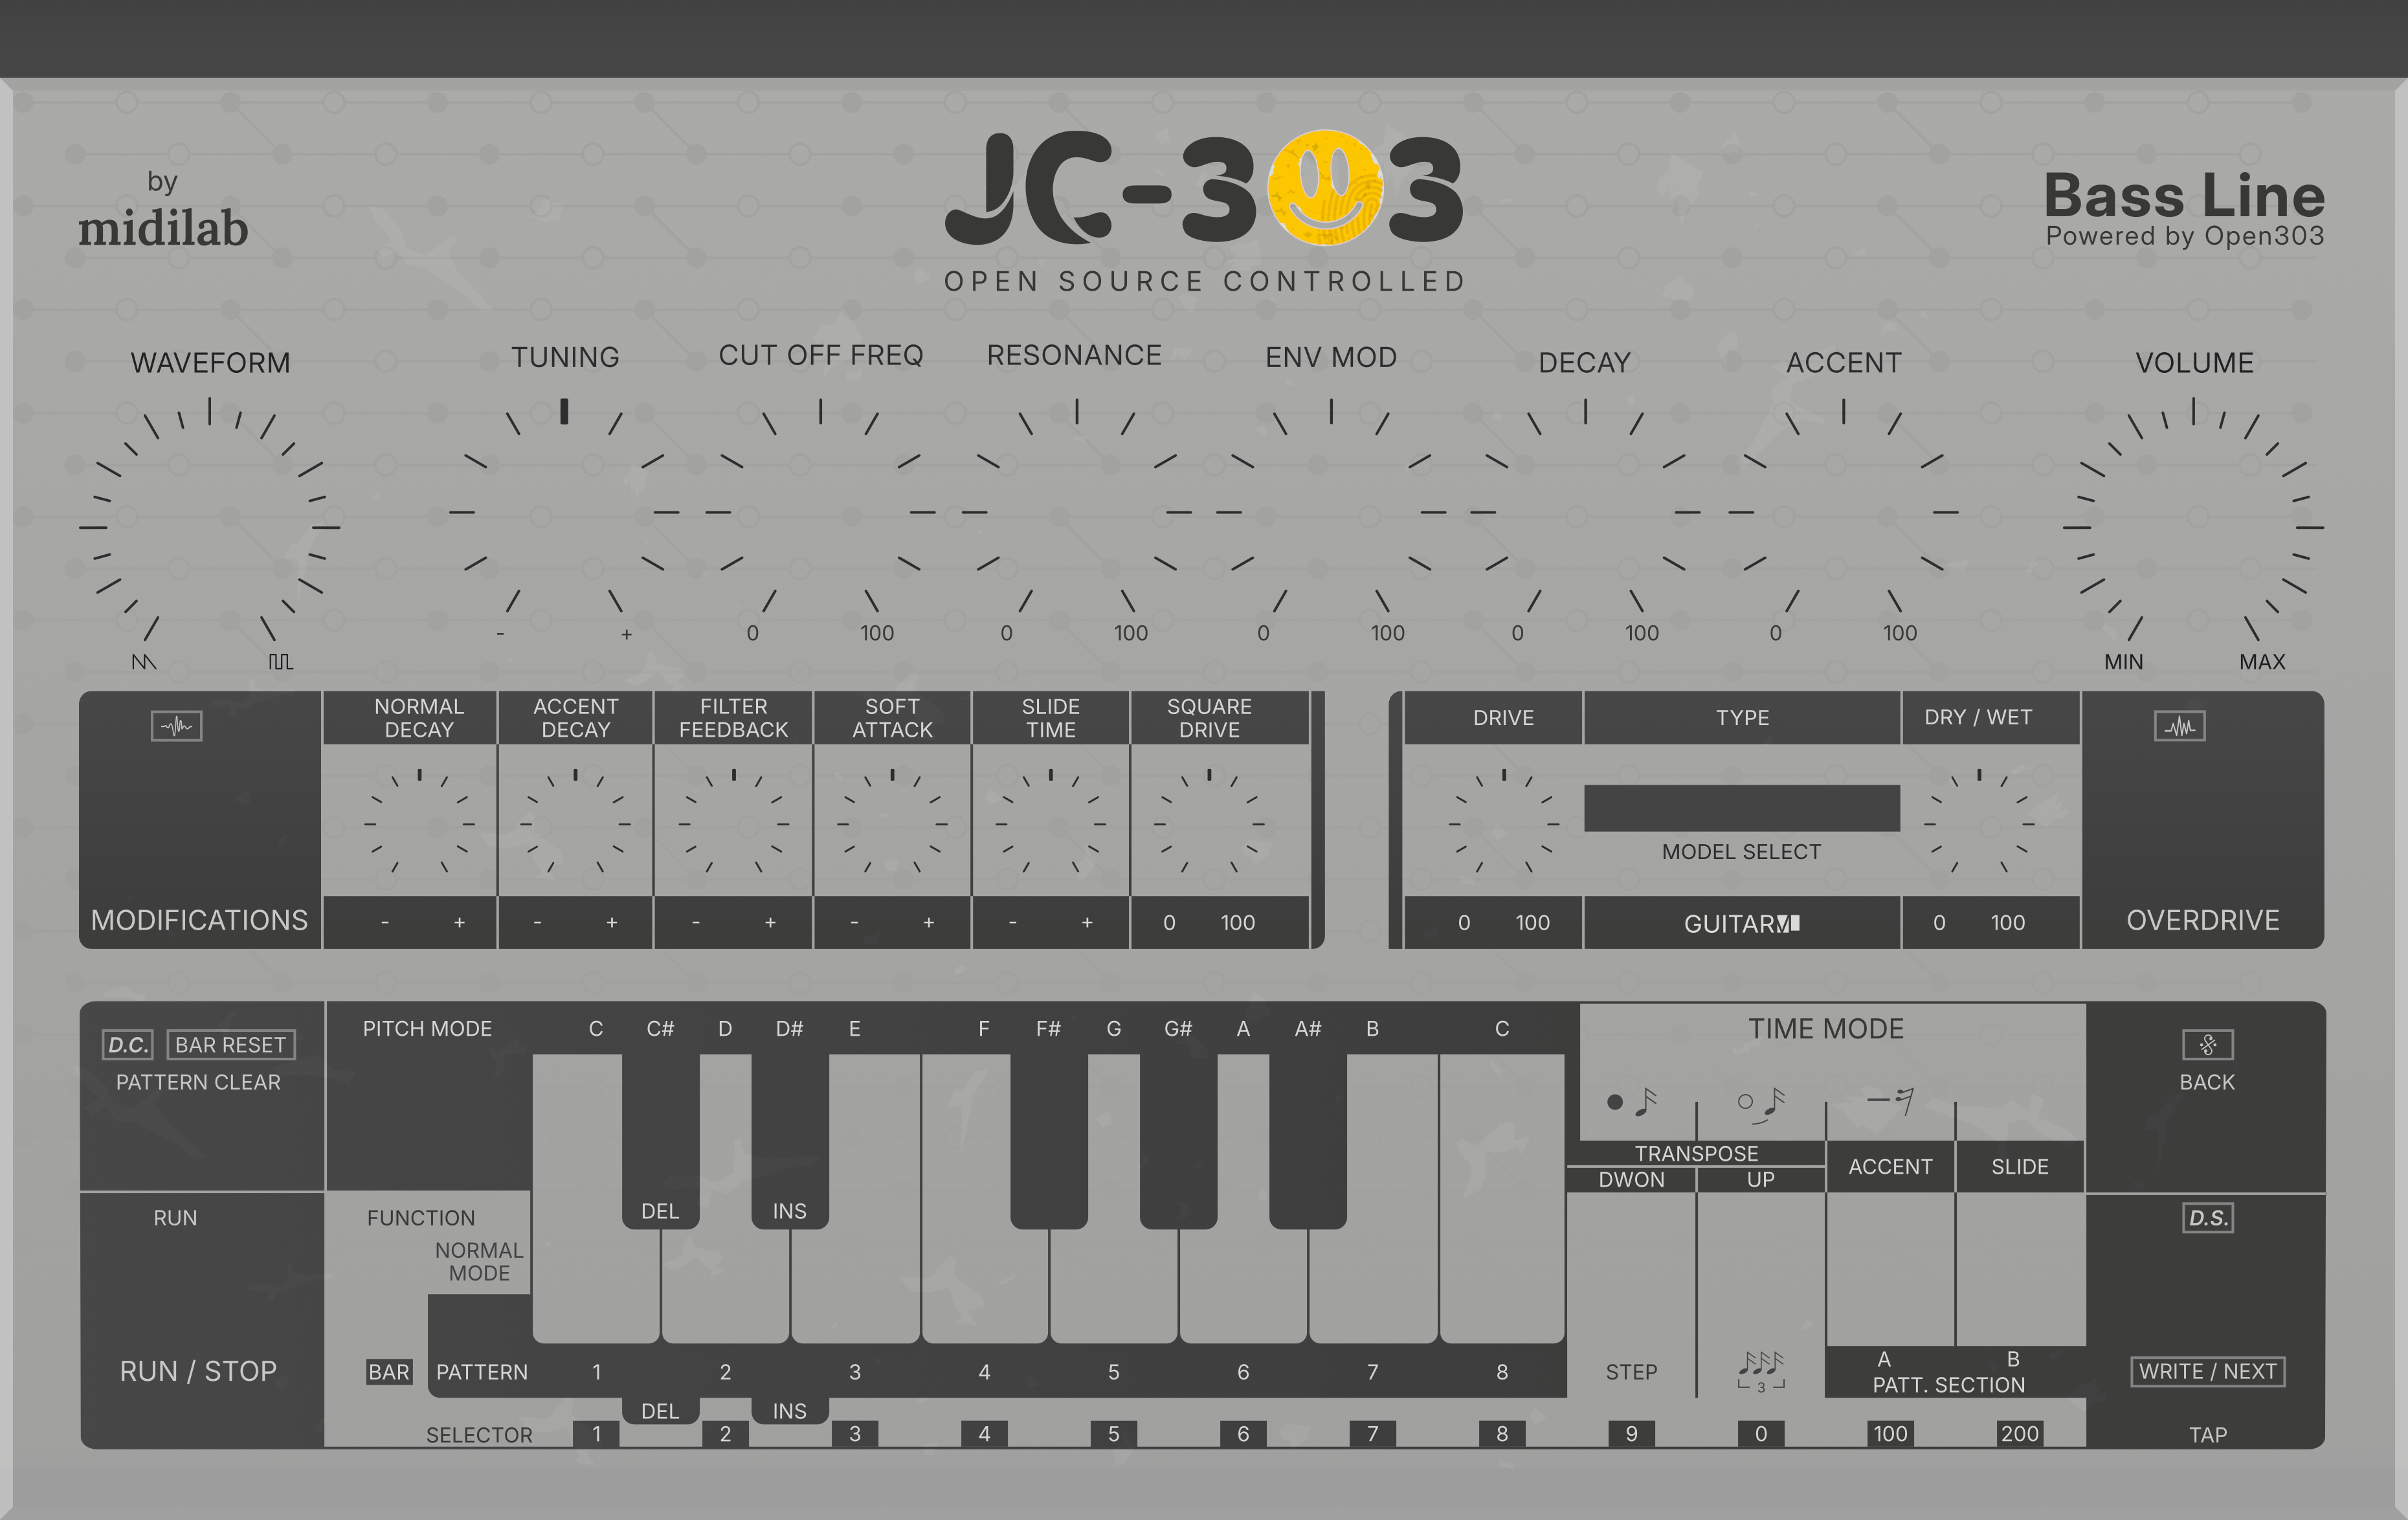 by
midilab
JC-303
OPEN SOURCE CONTROLLED
Bass Line
Powered by Open303
WAVEFORM
TUNING
CUT OFF FREQ
RESONANCE
ENV MOD
DECAY
ACCENT
VOLUME
- +
0 100
0 100
0 100
0 100
0 100
MIN MAX
MODIFICATIONS
NORMAL
DECAY
ACCENT
DECAY
FILTER
FEEDBACK
SOFT
ATTACK
SLIDE
TIME
SQUARE
DRIVE
- +
- +
- +
- +
- +
0 100
DRIVE
TYPE
DRY / WET
MODEL SELECT
0 100
GUITARML
0 100
OVERDRIVE
D.C. BAR RESET
PATTERN CLEAR
RUN
RUN / STOP
PITCH MODE C C# D D# E F F# G G# A A# B C
DEL INS
FUNCTION
NORMAL
MODE
BAR PATTERN 1 2 3 4 5 6 7 8
DEL INS
SELECTOR 1 2 3 4 5 6 7 8 9 0 100 200
TIME MODE
TRANSPOSE
DWON UP
ACCENT SLIDE
STEP
3
A B
PATT. SECTION
BACK
D.S.
WRITE / NEXT
TAP